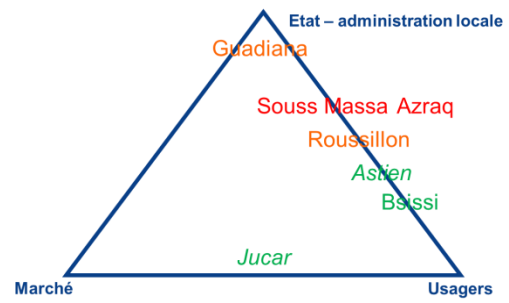 Etat – administration locale
Guadiana
Souss Massa Azraq
Roussillon
Astien
Bsissi
Jucar
Marché
Usagers